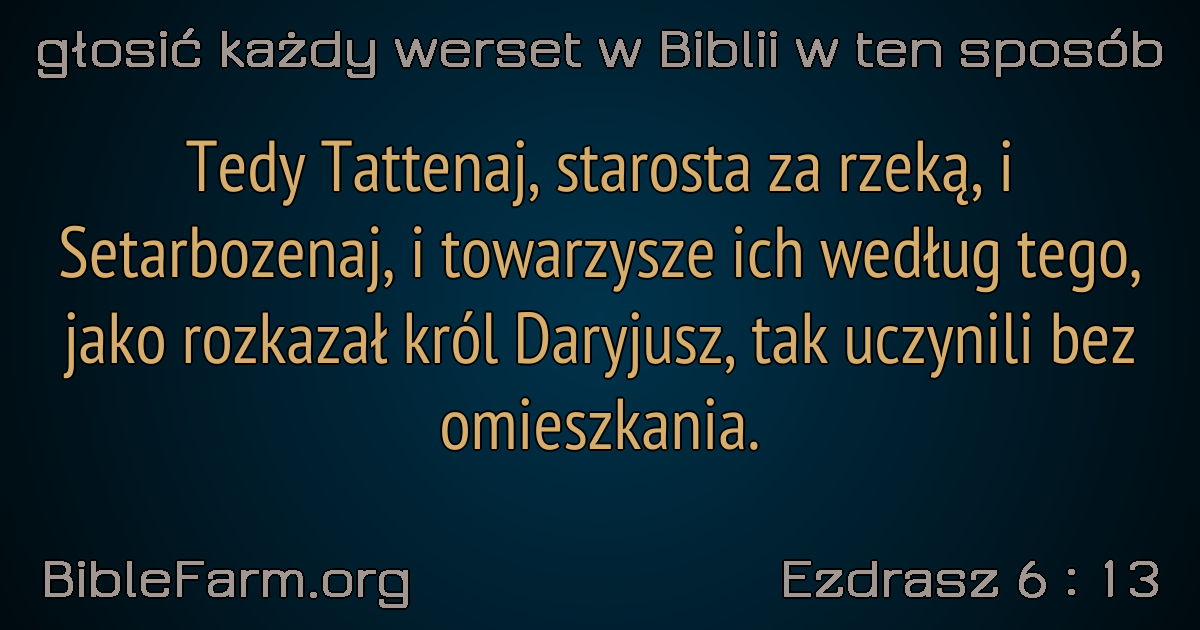 głosić każdy werset w Biblii w ten sposób
Tedy Tattenaj, starosta za rzeką, i
Setarbozenaj, i towarzysze ich według tego,
jako rozkazał król Daryjusz, tak uczynili bez
omieszkania.
BibleFarm.org
Ezdrasz 6 : 13